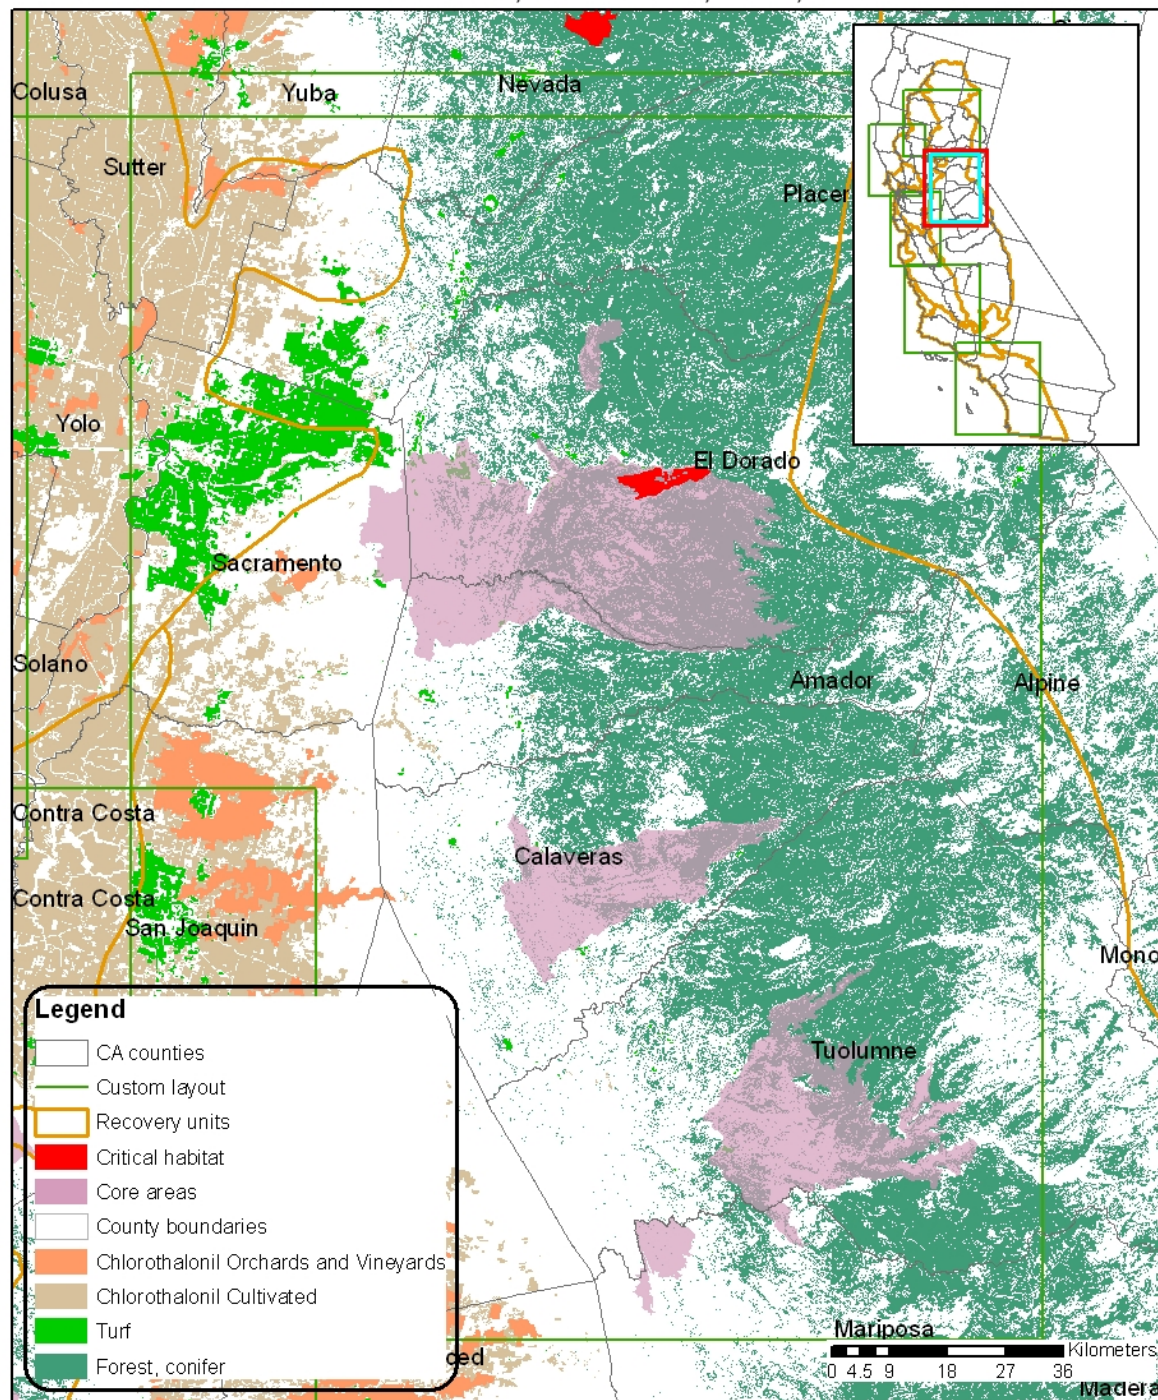 Colusa
Yuba
Nevada
Sutter
Placer
Yolo
El Dorado
Sacramento
Solano
Amador
Alpine
Contra Costa
Calaveras
Contra Costa
San Joaquin
Mono
Tuolumne
Legend
CA counties
Custom layout
Recovery units
Critical habitat
Core areas
County boundaries
Chlorothalonil Orchards and Vineyards
Chlorothalonil Cultivated
Turf
Forest, conifer
Mariposa
Kilometers
0 4.5 9 18 27 36
ced
Madera